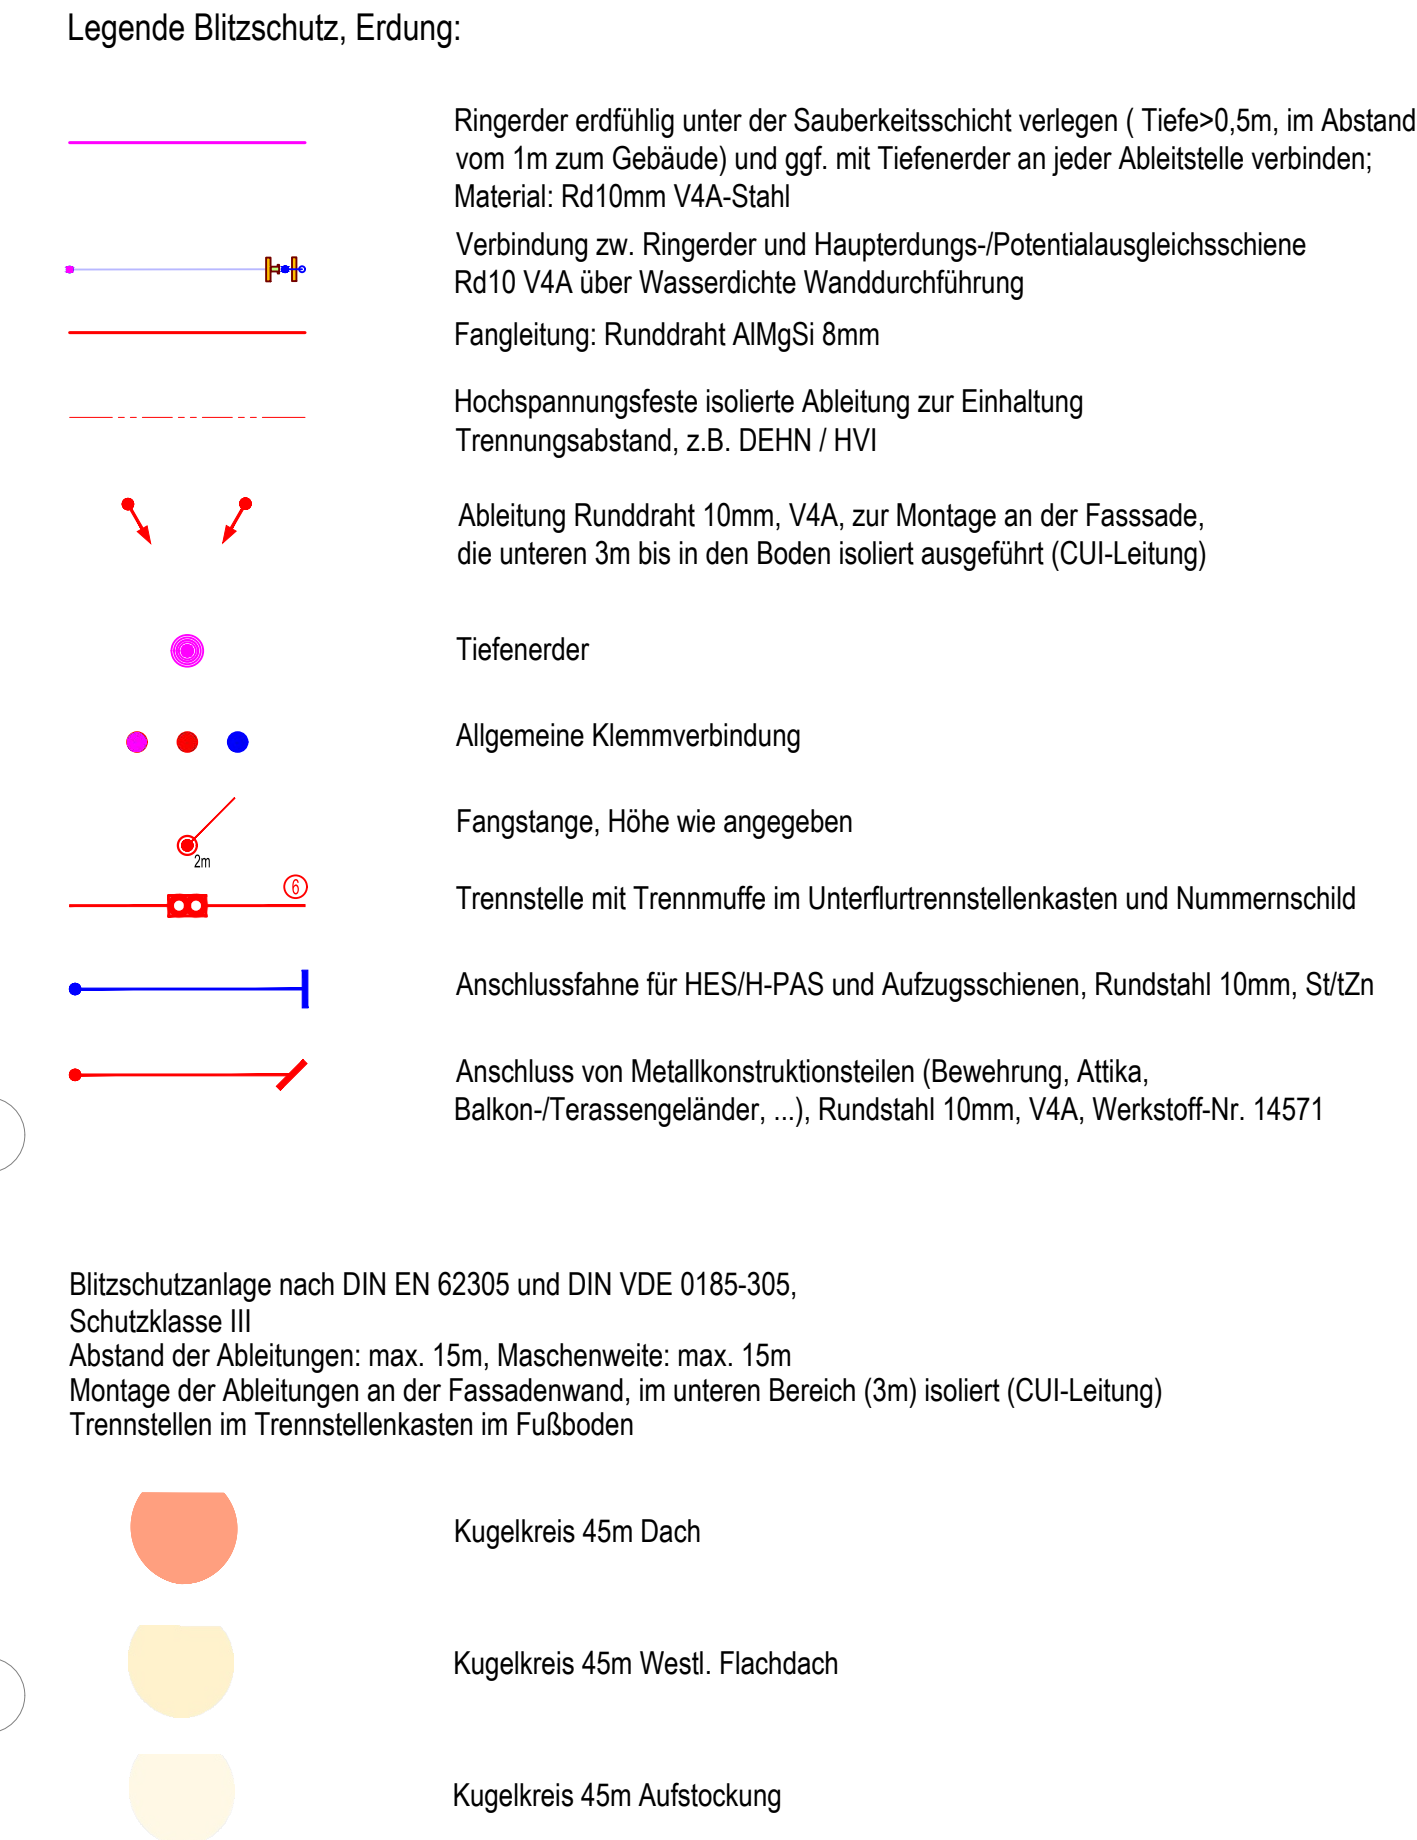 Legende Blitzschutz, Erdung:
Ringerder erdfühlig unter der Sauberkeitsschicht verlegen ( Tiefe>0,5m, im Abstand
vom 1m zum Gebäude) und ggf. mit Tiefenerder an jeder Ableitstelle verbinden;
Material: Rd10mm V4A-Stahl
Verbindung zw. Ringerder und Haupterdungs-/Potentialausgleichsschiene
Rd10 V4A über Wasserdichte Wanddurchführung
Fangleitung: Runddraht AlMgSi 8mm
Hochspannungsfeste isolierte Ableitung zur Einhaltung
Trennungsabstand, z.B. DEHN / HVI
Ableitung Runddraht 10mm, V4A, zur Montage an der Fasssade,
die unteren 3m bis in den Boden isoliert ausgeführt (CUI-Leitung)
Tiefenerder
Allgemeine Klemmverbindung
Fangstange, Höhe wie angegeben
2m
6
Trennstelle mit Trennmuffe im Unterflurtrennstellenkasten und Nummernschild
Anschlussfahne für HES/H-PAS und Aufzugsschienen, Rundstahl 10mm, St/tZn
Anschluss von Metallkonstruktionsteilen (Bewehrung, Attika,
Balkon-/Terassengeländer, ...), Rundstahl 10mm, V4A, Werkstoff-Nr. 14571
Blitzschutzanlage nach DIN EN 62305 und DIN VDE 0185-305,
Schutzklasse III
Abstand der Ableitungen: max. 15m, Maschenweite: max. 15m
Montage der Ableitungen an der Fassadenwand, im unteren Bereich (3m) isoliert (CUI-Leitung)
Trennstellen im Trennstellenkasten im Fußboden
Kugelkreis 45m Dach
Kugelkreis 45m Westl. Flachdach
Kugelkreis 45m Aufstockung